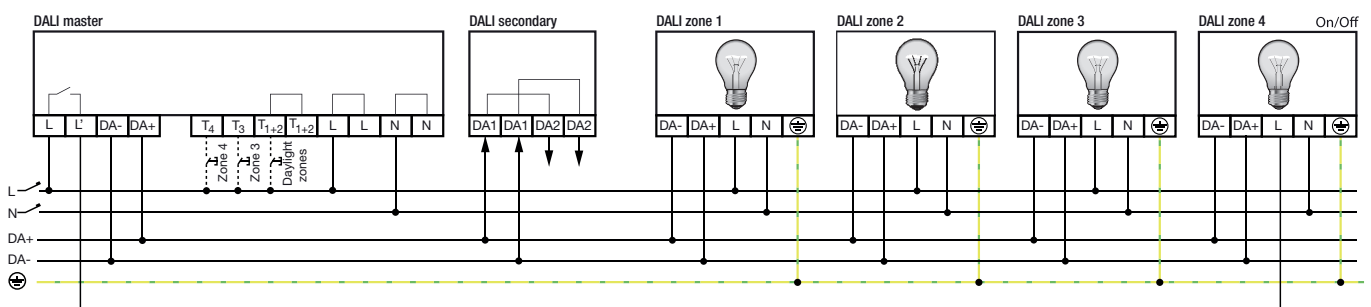 DALI master DALI secondary DALI zone 1 DALI zone 2 DALI zone 3 DALI zone 4 On/Off
L L' DA- DA+ T4 T3 T1+2 T1+2 L L N N DA1 DA1 DA2 DA2 DA- DA+ L N DA- DA+ L N DA- DA+ L N DA- DA+ L N
Zone 4
Zone 3
Daylight
zones
L
N
DA+
DA-